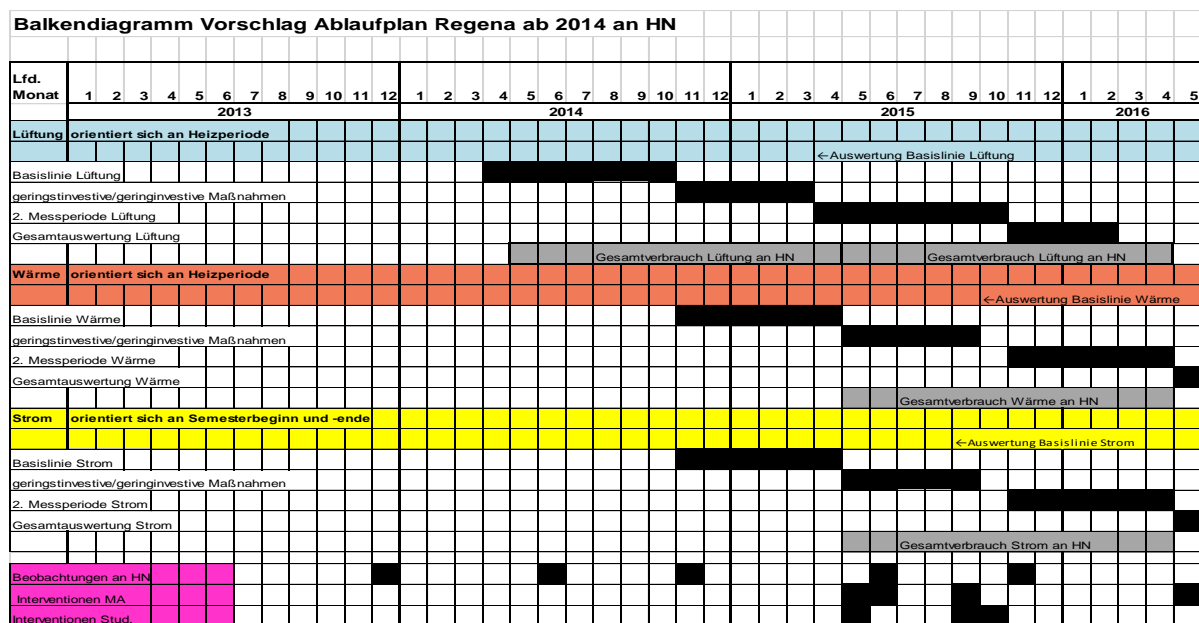 Balkendiagramm Vorschlag Ablaufplan Regena ab 2014 an HN
Lfd.
Monat 1 2 3 4 5 6 7 8 9 10 11 12 1 2 3 4 5 6 7 8 9 10 11 12 1 2 3 4 5 6 7 8 9 10 11 12 1 2 3 4 5
2013 2014 2015 2016
Lüftung orientiert sich an Heizperiode
←Auswertung Basislinie Lüftung
Basislinie Lüftung
geringstinvestive/geringinvestive Maßnahmen
2. Messperiode Lüftung
Gesamtauswertung Lüftung
Gesamtverbrauch Lüftung an HN Gesamtverbrauch Lüftung an HN
Wärme orientiert sich an Heizperiode
←Auswertung Basislinie Wärme
Basislinie Wärme
geringstinvestive/geringinvestive Maßnahmen
2. Messperiode Wärme
Gesamtauswertung Wärme
Gesamtverbrauch Wärme an HN
Strom orientiert sich an Semesterbeginn und -ende
←Auswertung Basislinie Strom
Basislinie Strom
geringstinvestive/geringinvestive Maßnahmen
2. Messperiode Strom
Gesamtauswertung Strom
Gesamtverbrauch Strom an HN
Beobachtungen an HN
Interventionen MA
Interventionen Stud.